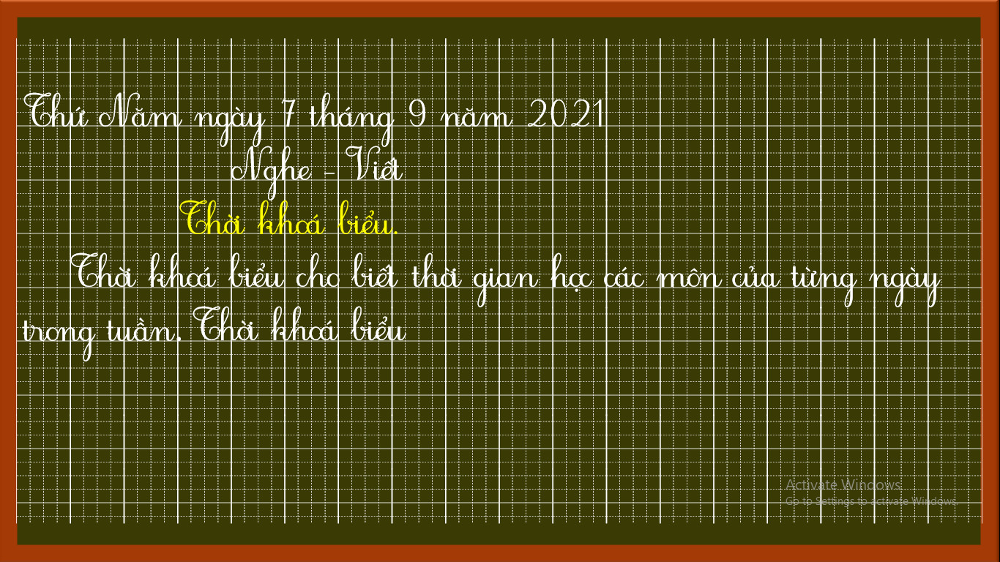 Thứ Năm ngày 7 tháng 9 năm 2021
Nghe - Viết
Thời khoá biểu.
Thời khoá biểu cho biết thời gian học các môn của từng ngày
trong tuần. Thời khoá biểu
Activate Windows
Go to Settings to activate Windows.